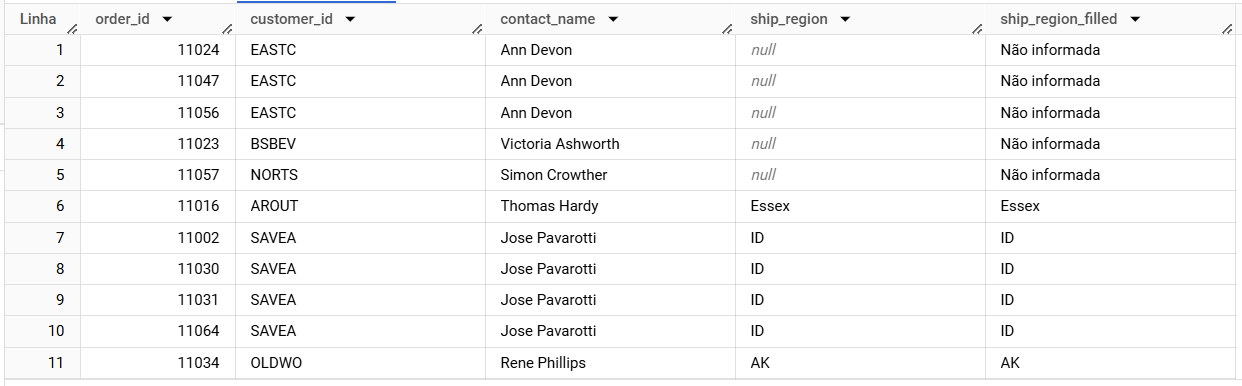 Linha order_id customer_id contact_name ship_region ship_region_filled
1 11024 EASTC Ann Devon null Não informada
2 11047 EASTC Ann Devon null Não informada
3 11056 EASTC Ann Devon null Não informada
4 11023 BSBEV Victoria Ashworth null Não informada
5 11057 NORTS Simon Crowther null Não informada
6 11016 AROUT Thomas Hardy Essex Essex
7 11002 SAVEA Jose Pavarotti ID ID
8 11030 SAVEA Jose Pavarotti ID ID
9 11031 SAVEA Jose Pavarotti ID ID
10 11064 SAVEA Jose Pavarotti ID ID
11 11034 OLDWO Rene Phillips AK AK